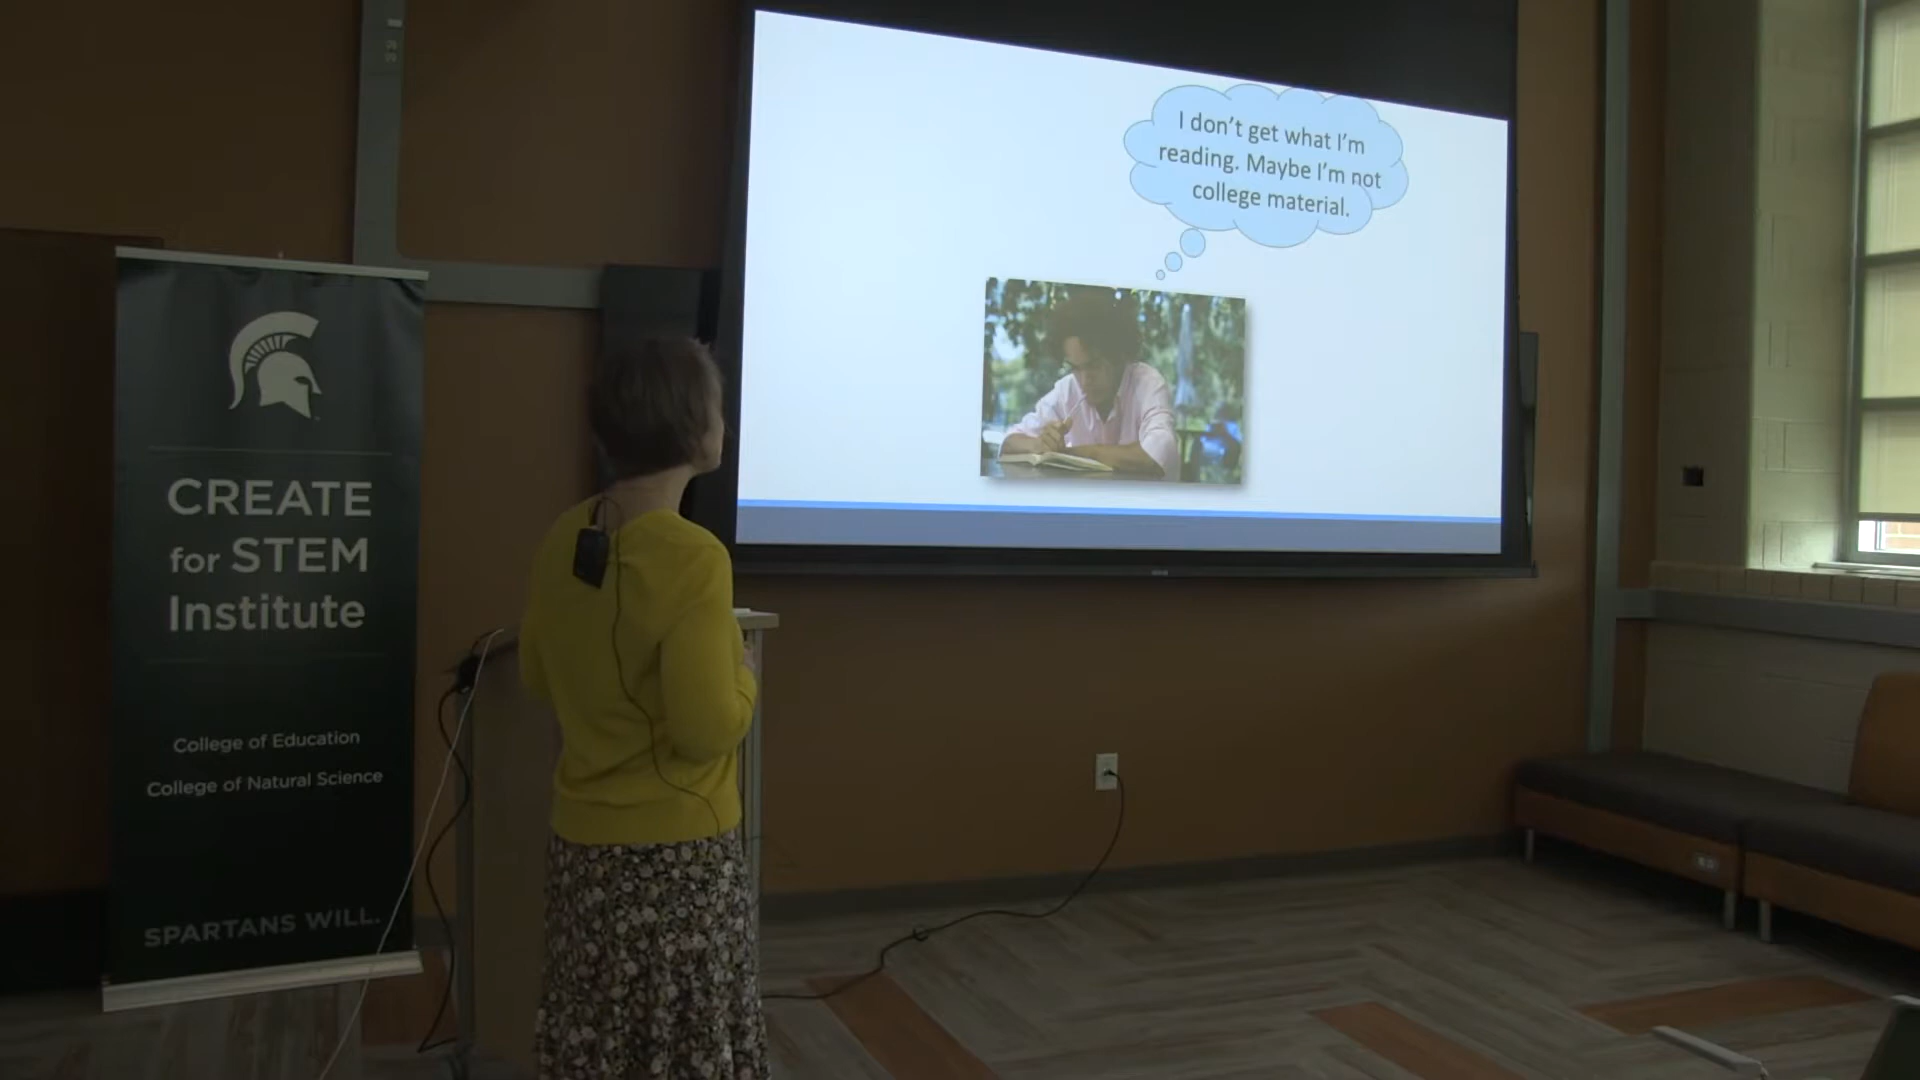 I don't get what I'm
reading. Maybe I'm not
college material.
CREATE
for STEM
Institute
College of Education
College of Natural Science
SPARTANS WILL.